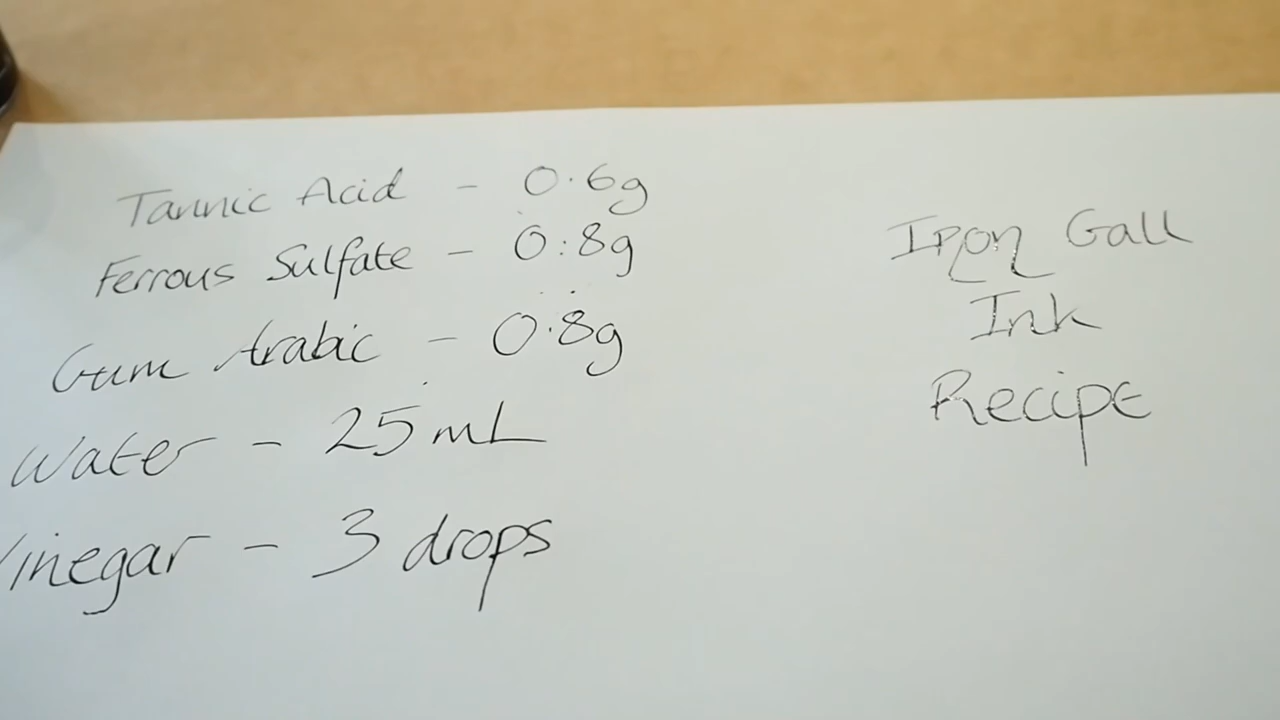 Tannic Acid - 0.6g
Ferrous Sulfate - 0.8g
Gum Arabic - 0.8g
Water - 25mL
Vinegar - 3 drops
Iron Gall
Ink
Recipe